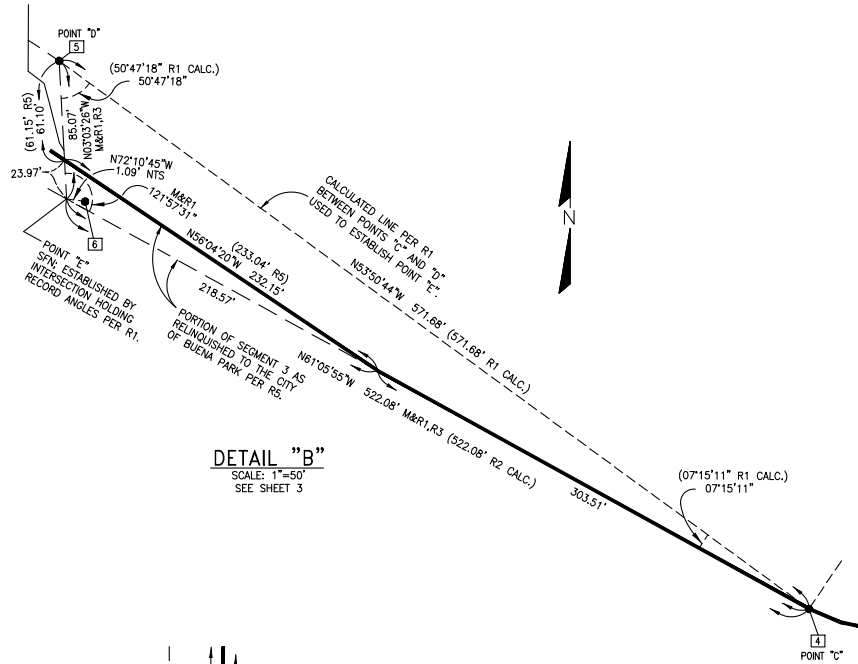 POINT "D"
5
(50°47'18" R1 CALC.)
50°47'18"
(61.15' R5)
61.10'
85.07'
N03°03'26"W
M&R1,R3
23.97'
N72°10'45"W
1.09' NTS
M&R1
121°57'31"
6
POINT "E"
SFN; ESTABLISHED BY
INTERSECTION HOLDING
RECORD ANGLES PER R1.
(233.04' R5)
N56°04'20"W 232.15'
218.57'
PORTION OF SEGMENT 3 AS
RELINQUISHED TO THE CITY
OF BUENA PARK PER R5.
CALCULATED LINE PER R1
BETWEEN POINTS "C" AND "D"
USED TO ESTABLISH POINT "E".
N
N53°50'44"W 571.68' (571.68' R1 CALC.)
N61°05'55"W 522.08' M&R1,R3 (522.08' R2 CALC.)
303.51'
DETAIL "B"
SCALE: 1"=50'
SEE SHEET 3
(07°15'11" R1 CALC.)
07°15'11"
4
POINT "C"